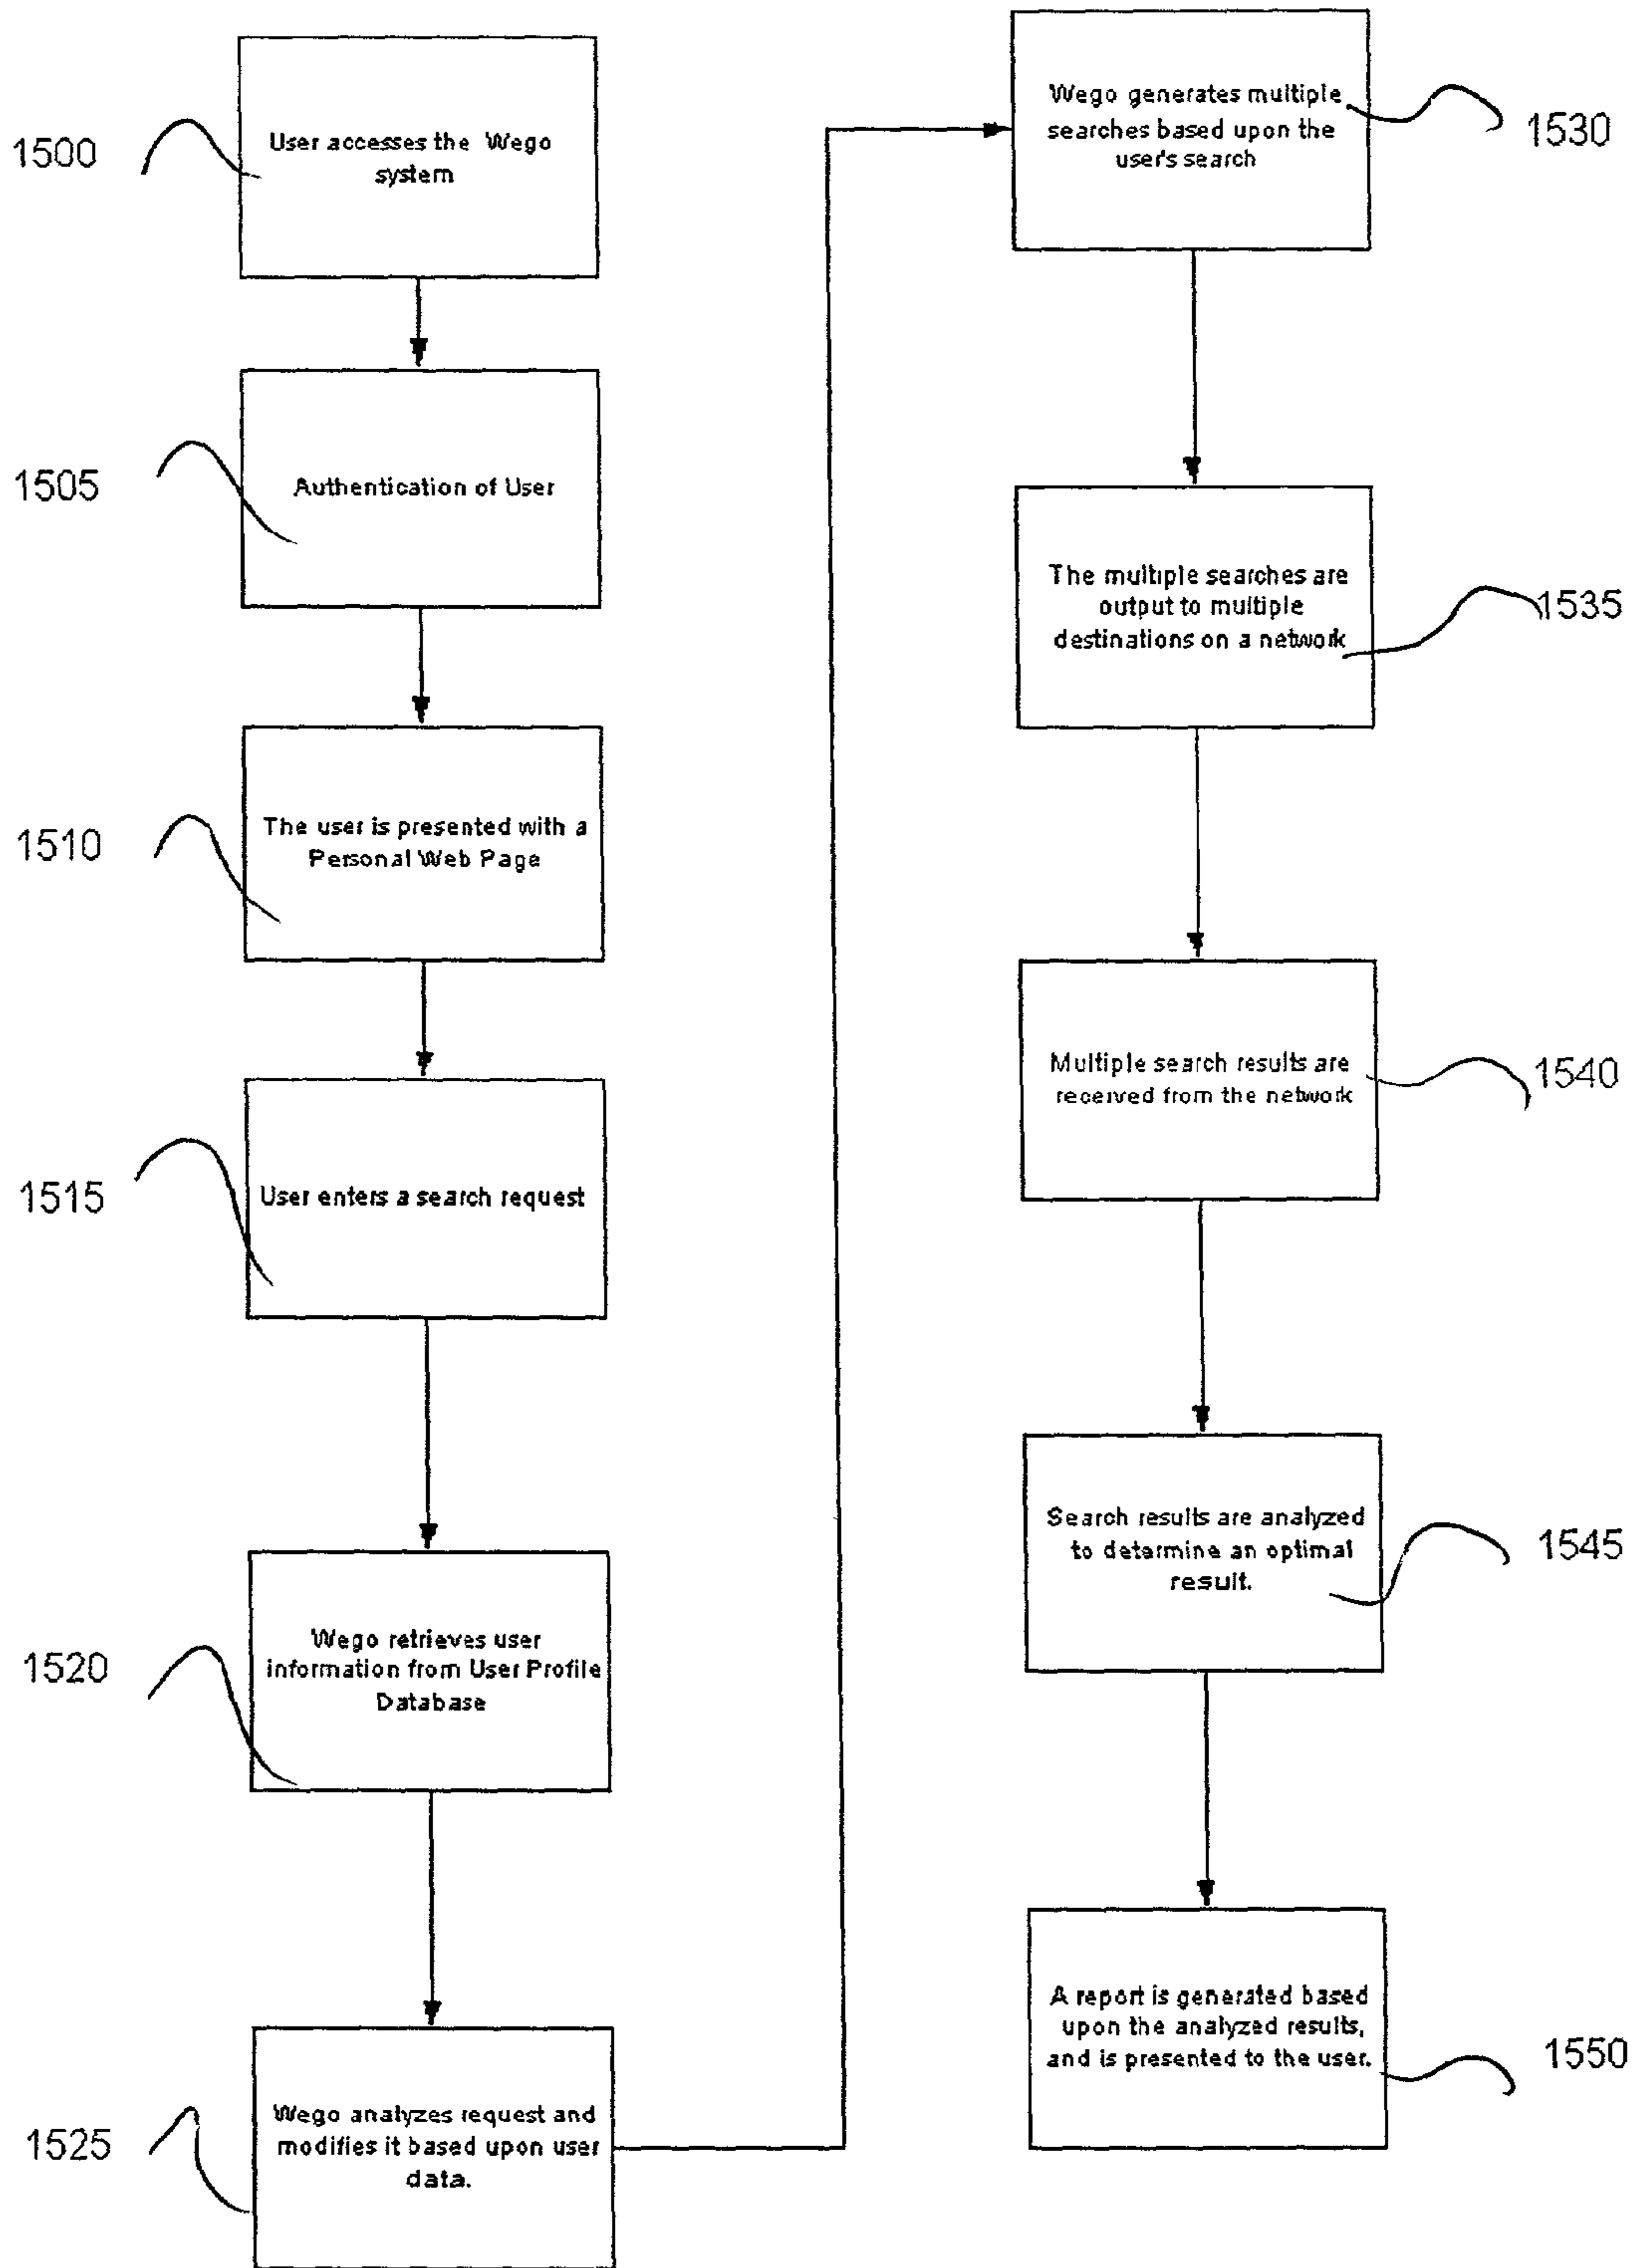 1500
User accesses the Wego
system
1505
Authentication of User
1510
The user is presented with a
Personal Web Page
1515
User enters a search request
1520
Wego retrieves user
information from User Profile
Database
1525
Wego analyzes request and
modifies it based upon user
data.
Wego generates multiple
searches based upon the
user's search
1530
The multiple searches are
output to multiple
destinations on a network
1535
Multiple search results are
received from the network
1540
Search results are analyzed
to determine an optimal
result.
1545
A report is generated based
upon the analyzed results,
and is presented to the user.
1550